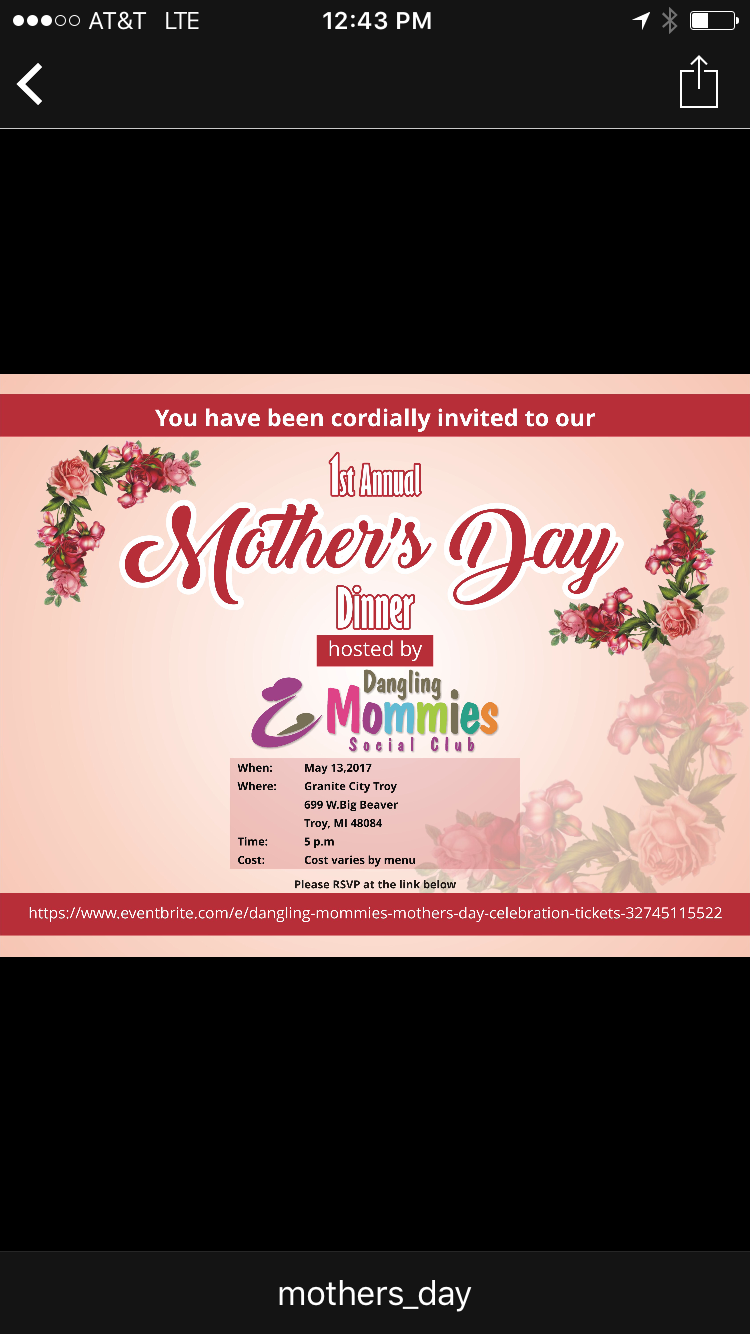 AT&T LTE 12:43 PM
You have been cordially invited to our
1st Annual
Mother's Day
Dinner
hosted by
Dangling
Mommies
Social Club
When: May 13,2017
Where: Granite City Troy
699 W.Big Beaver
Troy, MI 48084
Time: 5 p.m
Cost: Cost varies by menu
Please RSVP at the link below
https://www.eventbrite.com/e/dangling-mommies-mothers-day-celebration-tickets-32745115522
mothers_day